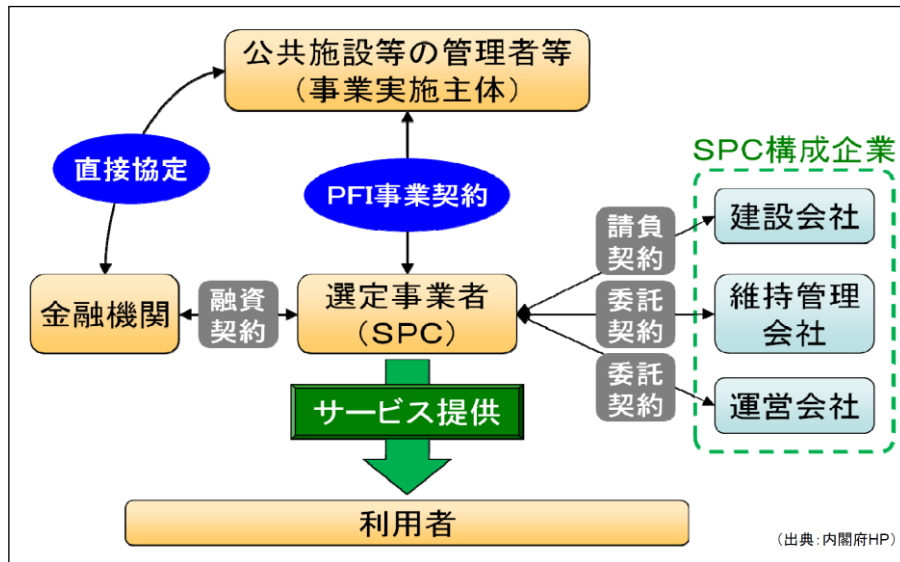 公共施設等の管理者等
（事業実施主体）
直接協定
PFI事業契約
SPC構成企業
請負
契約
建設会社
金融機関
融資
契約
選定事業者
（SPC）
委託
契約
維持管理
会社
委託
契約
運営会社
サービス提供
利用者
（出典：内閣府HP）